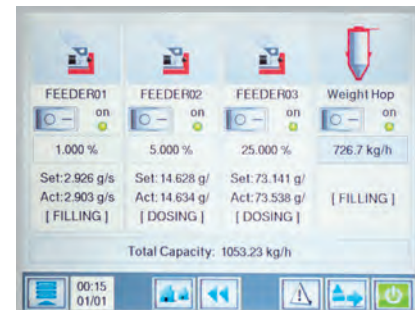 FEEDER01 FEEDER02 FEEDER03 Weight Hop
on on on on
1.000 % 5.000 % 25.000 % 726.7 kg/h
Set:2.926 g/s Set:14.628 g/ Set:73.141 g/
Act:2.903 g/s Act:14.634 g/ Act:73.538 g/ [ FILLING ]
[ FILLING ] [ DOSING ] [ DOSING ]
Total Capacity: 1053.23 kg/h
00:15
01/01